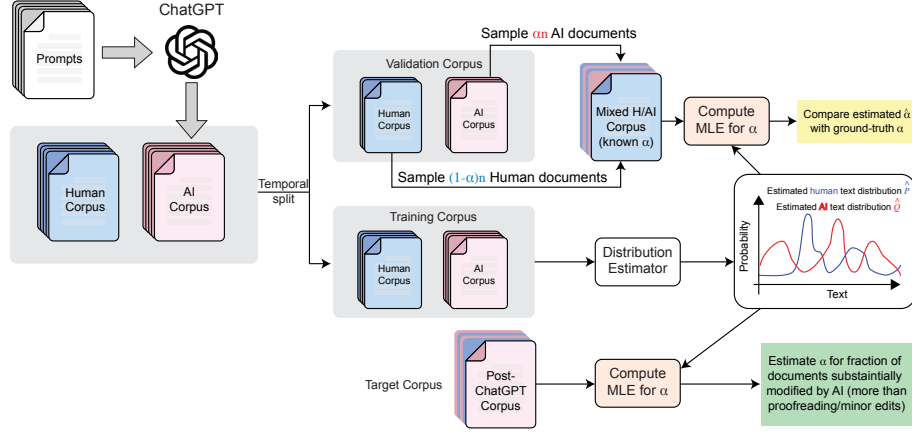 ChatGPT
Prompts
Human
Corpus
AI
Corpus
Temporal
split
Validation Corpus
Human
Corpus
AI
Corpus
Sample αn AI documents
Sample (1-α)n Human documents
Mixed H/AI
Corpus
(known α)
Compute
MLE for α
Compare estimated α̂
with ground-truth α
Training Corpus
Human
Corpus
AI
Corpus
Distribution
Estimator
Estimated human text distribution P̂
Estimated AI text distribution Q̂
Probability
Text
Target Corpus
Post-
ChatGPT
Corpus
Compute
MLE for α
Estimate α for fraction of
documents substaintially
modified by AI (more than
proofreading/minor edits)